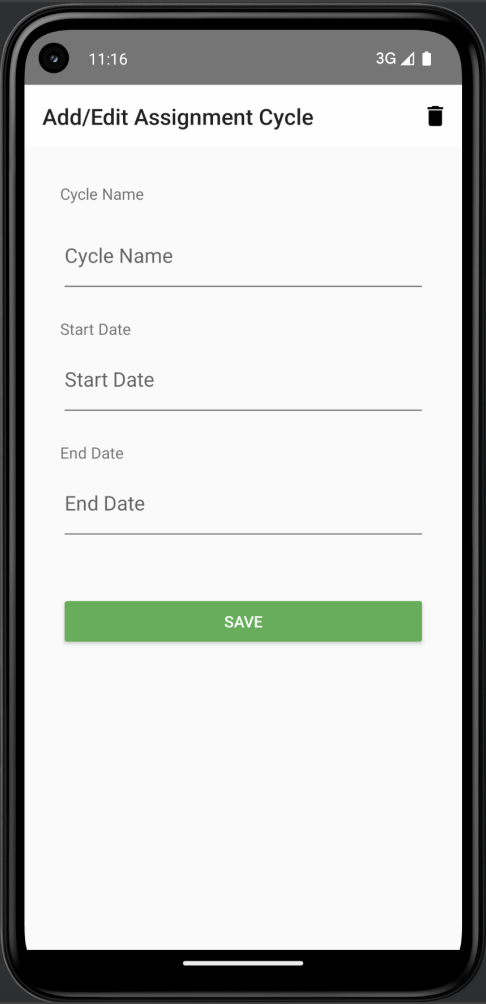 11:16
3G
Add/Edit Assignment Cycle
Cycle Name
Cycle Name
Start Date
Start Date
End Date
End Date
SAVE